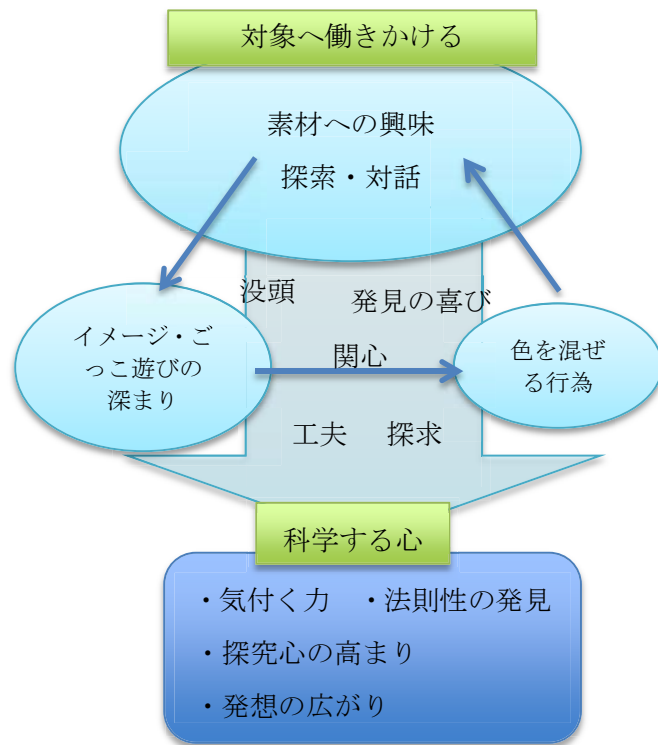 対象へ働きかける
素材への興味
探索・対話
没頭
発見の喜び
イメージ・ご
っこ遊びの
深まり
関心
色を混ぜ
る行為
工夫　探求
科学する心
・気付く力　・法則性の発見
・探究心の高まり
・発想の広がり